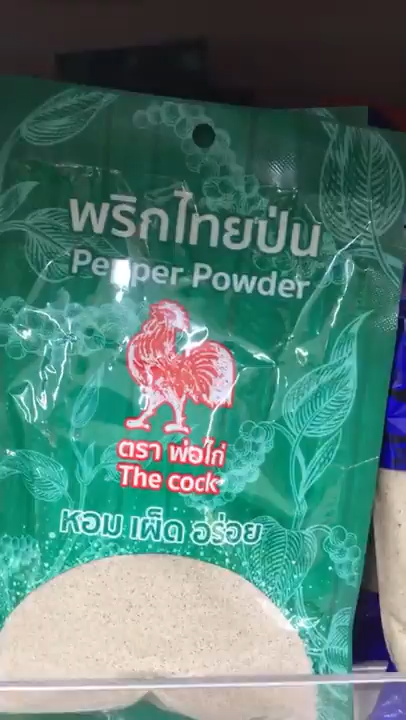 พริกไทยป่น
Pepper Powder
ตรา พ่อไก่
The cock
หอม เผ็ด อร่อย